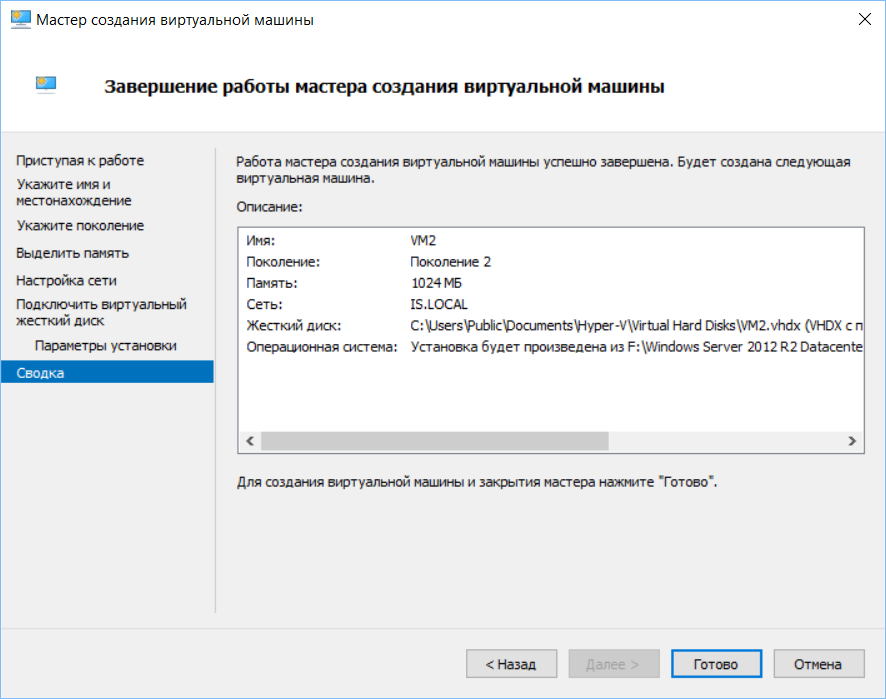 Мастер создания виртуальной машины
Завершение работы мастера создания виртуальной машины
Приступая к работе
Укажите имя и
местонахождение
Укажите поколение
Выделить память
Настройка сети
Подключить виртуальный
жесткий диск
Параметры установки
Сводка
Работа мастера создания виртуальной машины успешно завершена. Будет создана следующая
виртуальная машина.
Описание:
Имя: VM2
Поколение: Поколение 2
Память: 1024 МБ
Сеть: IS.LOCAL
Жесткий диск: C:\Users\Public\Documents\Hyper-V\Virtual Hard Disks\VM2.vhdx (VHDX с п
Операционная система: Установка будет произведена из F:\Windows Server 2012 R2 Datacente
Для создания виртуальной машины и закрытия мастера нажмите "Готово".
< Назад
Далее >
Готово
Отмена